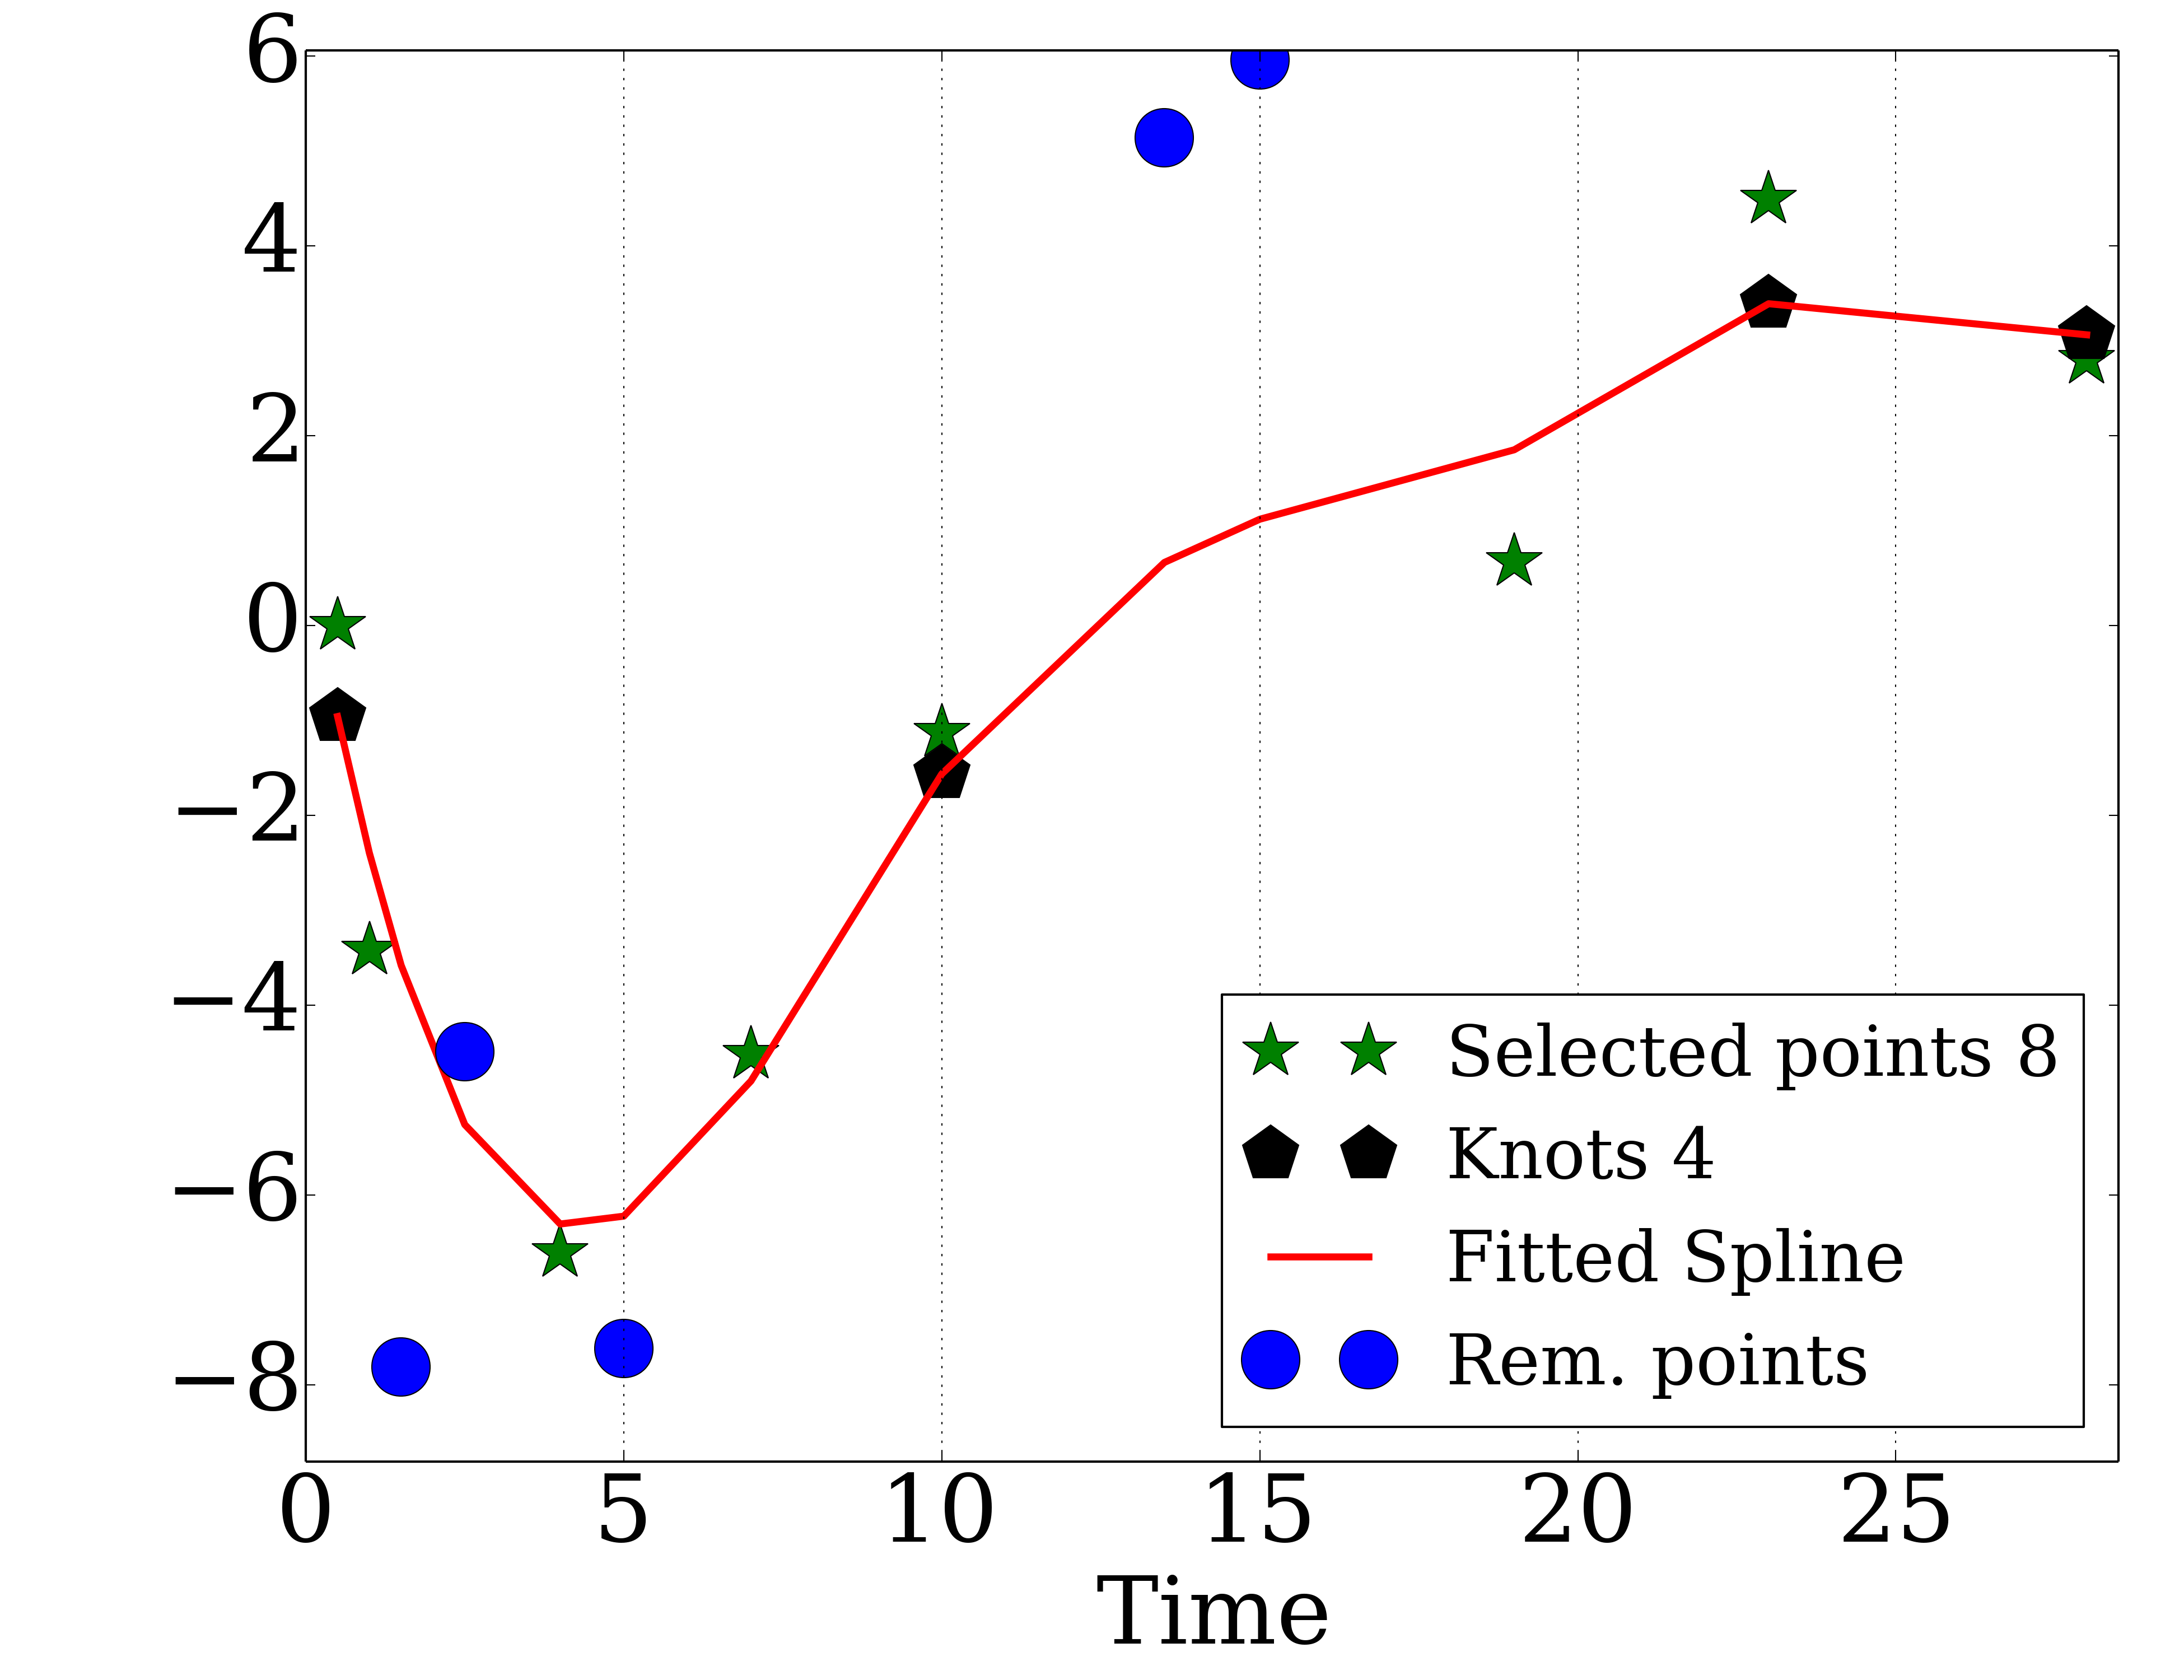 6
4
2
0
−2
−4
−6
−8
Selected points 8
Knots 4
Fitted Spline
Rem. points
0 5 10 15 20 25
Time